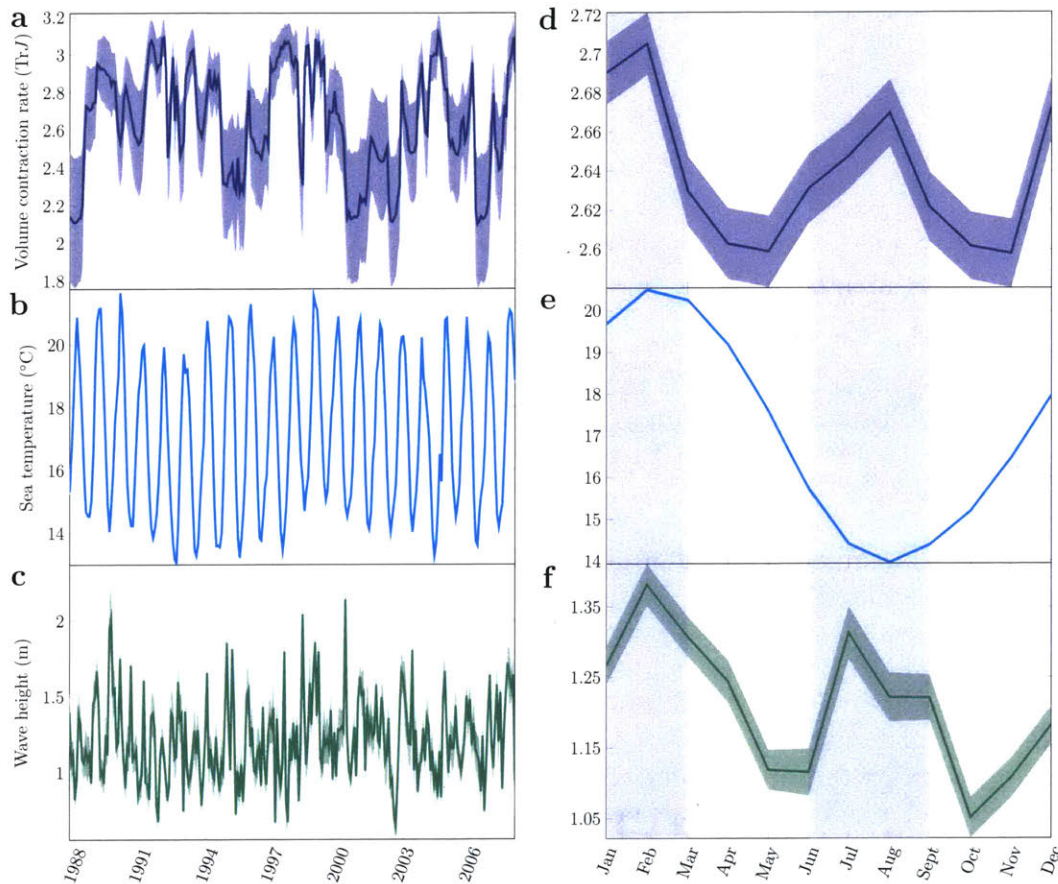 a
Volume contraction rate (TrJ)
3.2
3
2.8
2.6
2.4
2.2
2
1.8
b
Sea temperature (°C)
20
18
16
14
c
Wave height (m)
2
1.5
1
1988
1991
1994
1997
2000
2003
2006
d
2.72
2.7
2.68
2.66
2.64
2.62
2.6
e
20
19
18
17
16
15
14
f
1.35
1.25
1.15
1.05
Jan
Feb
Mar
Apr
May
Jun
Jul
Aug
Sept
Oct
Nov
Dec